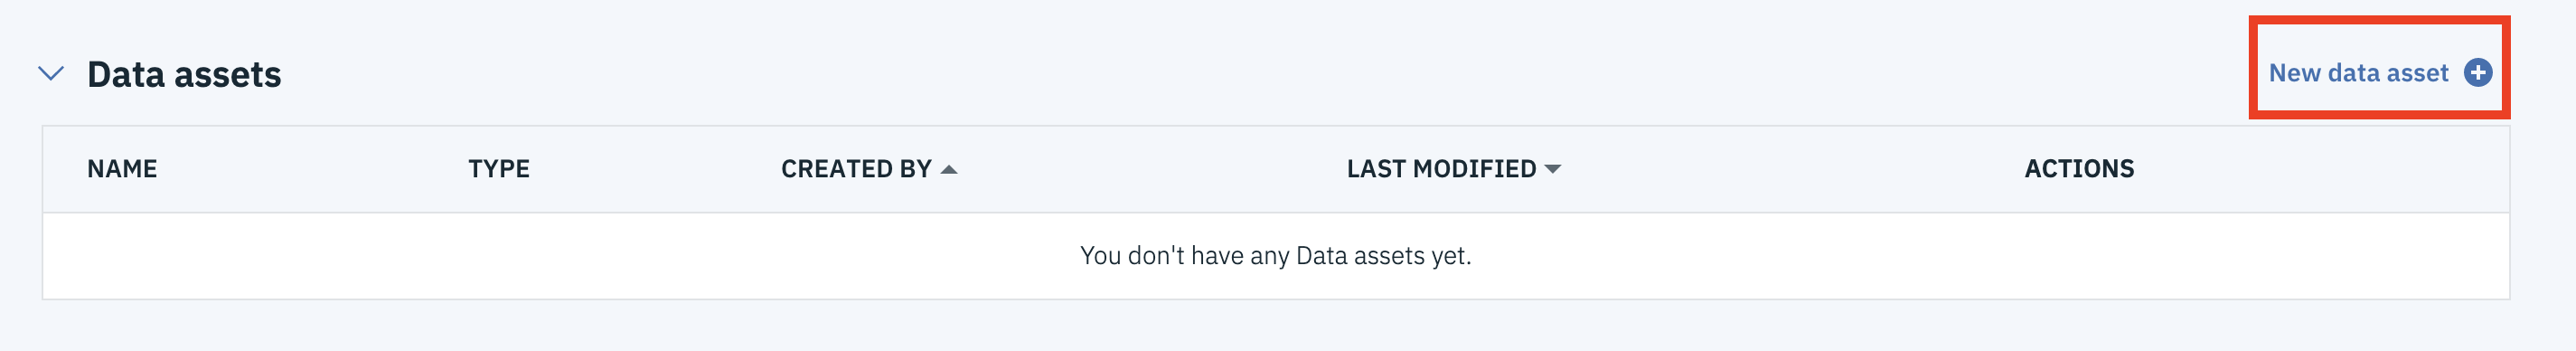 Data assets
New data asset
NAME TYPE CREATED BY LAST MODIFIED ACTIONS
You don't have any Data assets yet.